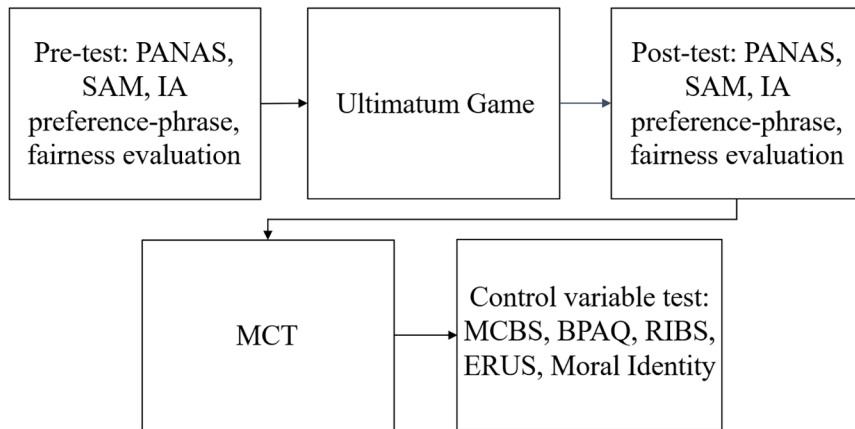 Pre-test: PANAS,
SAM, IA
preference-phrase,
fairness evaluation
Ultimatum Game
Post-test: PANAS,
SAM, IA
preference-phrase,
fairness evaluation
MCT
Control variable test:
MCBS, BPAQ, RIBS,
ERUS, Moral Identity